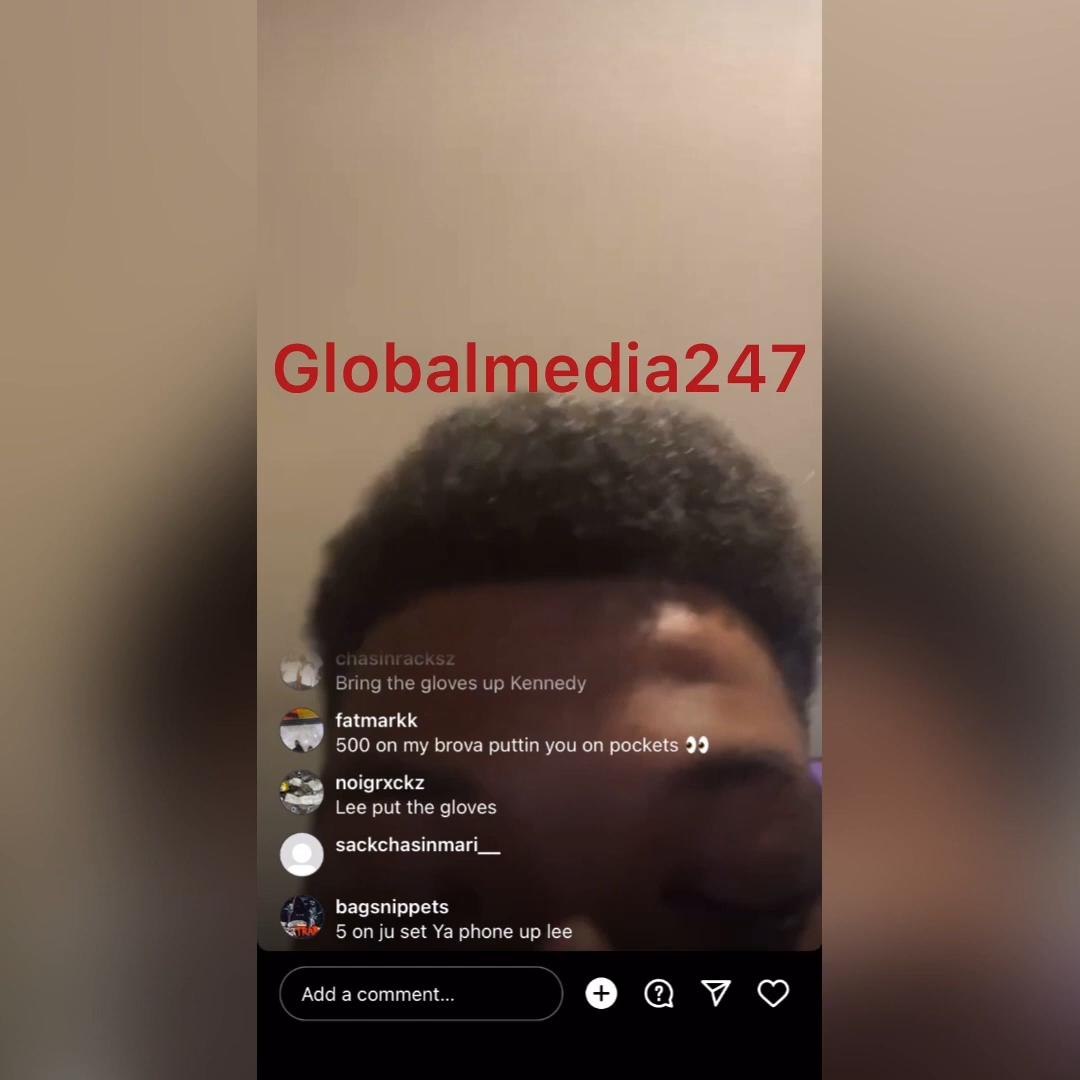 Globalmedia247
chasinracksz
Bring the gloves up Kennedy
fatmarkk
500 on my brova puttin you on pockets 👀
noigrxckz
Lee put the gloves
sackchasinmari__
bagsnippets
5 on ju set Ya phone up lee
TRAP
Add a comment...